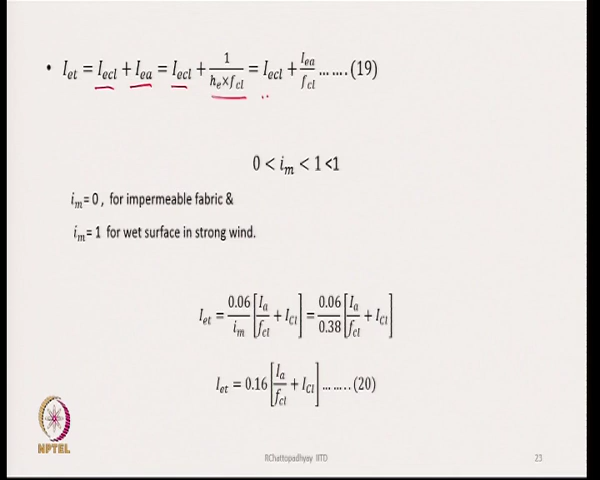 • I_et = I_ecl + I_ea = I_ecl + 1/(h_e×f_cl) = I_ecl + I_ea/f_cl …….(19)
0 < i_m < 1 <1
i_m= 0 , for impermeable fabric &
i_m= 1 for wet surface in strong wind.
I_et = 0.06/i_m [I_a/f_cl + I_Cl] = 0.06/0.38 [I_a/f_cl + I_Cl]
I_et = 0.16 [I_a/f_cl + I_Cl] ……..(20)
NPTEL
RChattopadhyay IITD
23